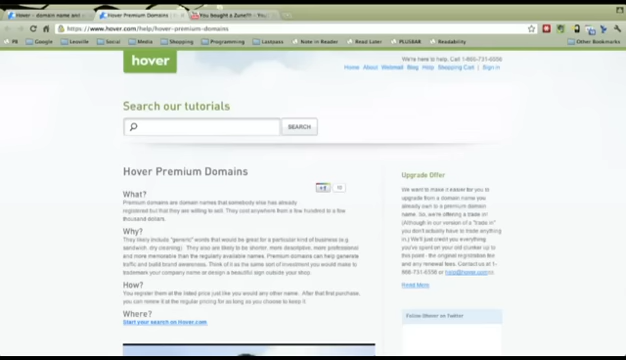 Hover - domain name and
Hover Premium Domains
You bought a Zune?! - You
https://www.hover.com/help/hover-premium-domains
PB Google Leoville Social Media Shopping Programming Lastpass Note in Reader Read Later PLUSBAR Readability Other Bookmarks
hover
We're here to help. Call 1-866-731-6556
Home About Webmail Blog Help Shopping Cart | Sign in
Search our tutorials
SEARCH
Hover Premium Domains
+1
What?
Premium domains are domain names that somebody else has already
registered but that they are willing to sell. They cost anywhere from a few hundred to a few
thousand dollars.
Why?
They likely include "generic" words that would be great for a particular kind of business (e.g
sandwich, dry cleaning). They are likely to be shorter, more descriptive, more professional
and more memorable than the regularly available names. Premium domains can help generate
traffic and build brand awareness. Think of it as the same sort of investment you would make to
trademark your company name or design a beautiful sign outside your shop.
How?
You register them at the listed price just like you would any other name. After that first purchase,
you can renew it at the regular pricing for as long as you choose to keep it.
Where?
Start your search on Hover.com
Upgrade Offer
We want to make it easier for you to
upgrade from a domain name you
already own to a premium domain
name. So, we're offering a trade in
(Although in our version of a "trade in"
you don't actually have to trade anything
in.) We'll just credit you everything
you've spent on your old clunker up to
this point - the original registration fee
and any renewal fees. Contact us at 1-
866-731-6556 or help@hover.com
Read More
Follow @hover on Twitter